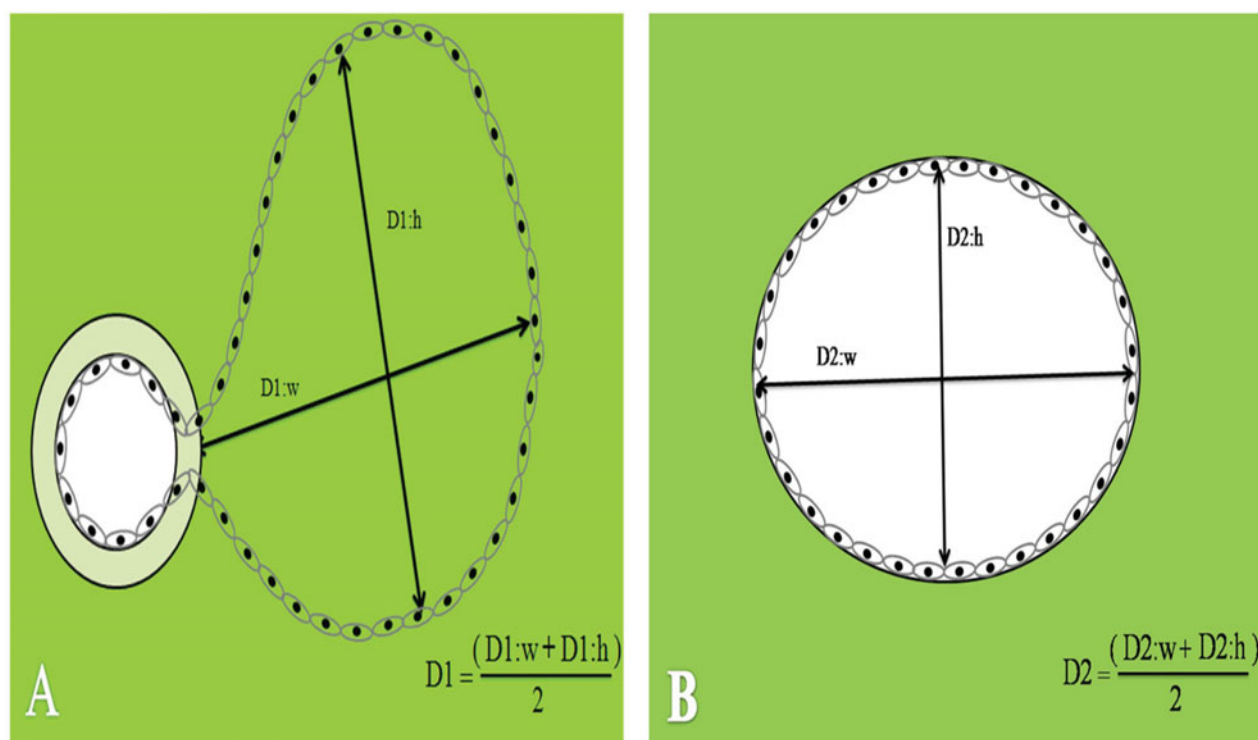 D1:h
D1:w
D1 = (D1:w + D1:h) / 2
A
D2:h
D2:w
D2 = (D2:w + D2:h) / 2
B